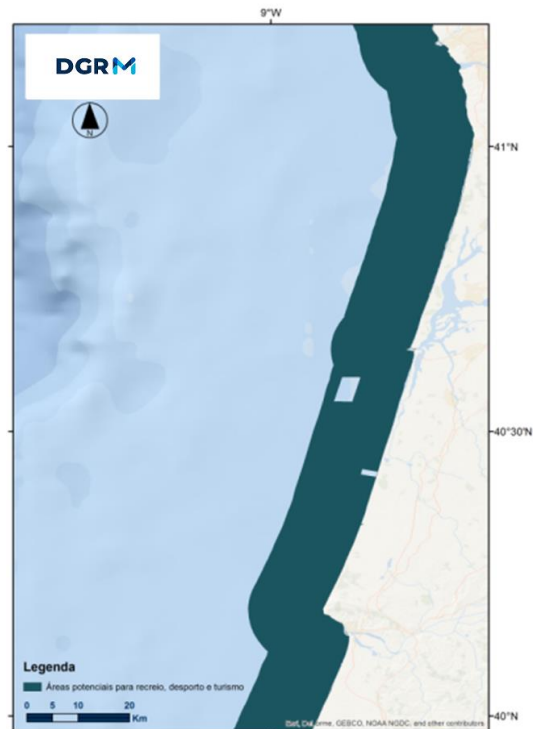 9°W
DGRM
N
41°N
40°30'N
Legenda
Áreas potenciais para recreio, desporto e turismo
0 5 10 20
Km
40°N
Esri, DeLorme, GEBCO, NOAA NGDC, and other contributors